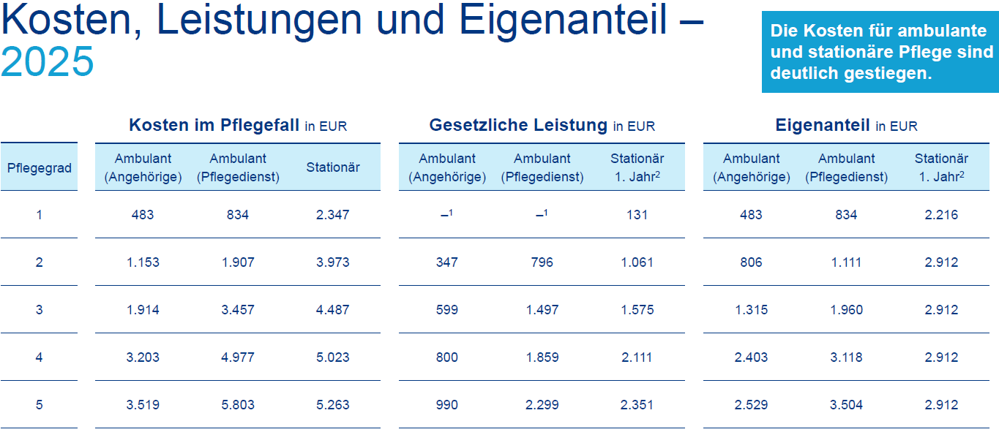 Kosten, Leistungen und Eigenanteil –
2025
Die Kosten für ambulante
und stationäre Pflege sind
deutlich gestiegen.
Kosten im Pflegefall in EUR Gesetzliche Leistung in EUR Eigenanteil in EUR
Pflegegrad Ambulant (Angehörige) Ambulant (Pflegedienst) Stationär Ambulant (Angehörige) Ambulant (Pflegedienst) Stationär 1. Jahr² Ambulant (Angehörige) Ambulant (Pflegedienst) Stationär 1. Jahr²
1 483 834 2.347 –¹ –¹ 131 483 834 2.216
2 1.153 1.907 3.973 347 796 1.061 806 1.111 2.912
3 1.914 3.457 4.487 599 1.497 1.575 1.315 1.960 2.912
4 3.203 4.977 5.023 800 1.859 2.111 2.403 3.118 2.912
5 3.519 5.803 5.263 990 2.299 2.351 2.529 3.504 2.912